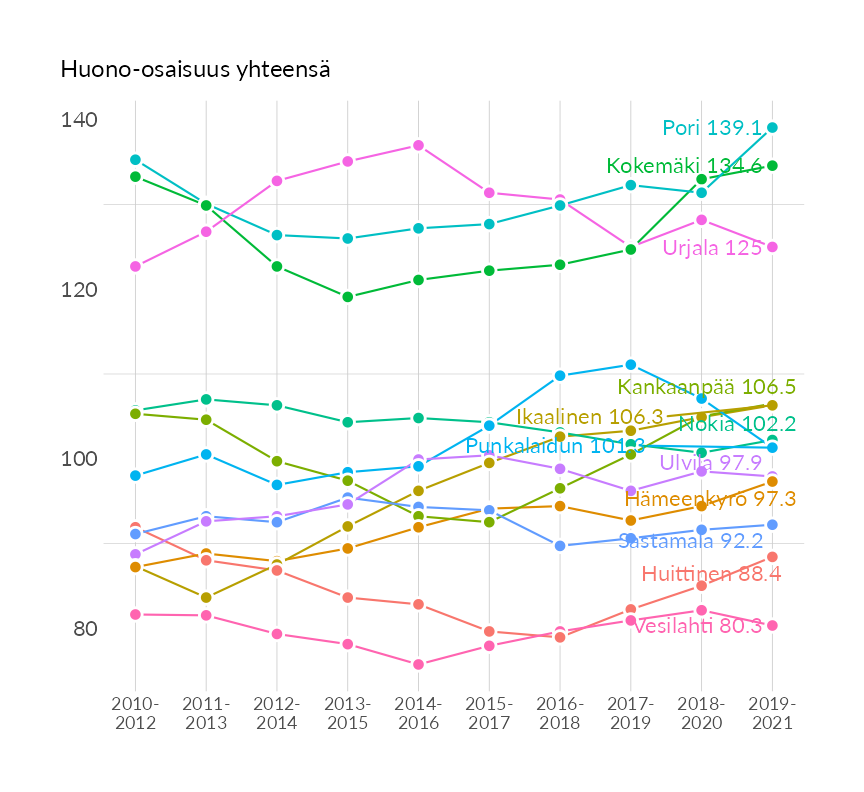 Huono-osaisuus yhteensä
140
Pori 139.1
Kokemäki 134.6
Urjala 125
120
Kankaanpää 106.5
Ikaalinen 106.3
Nokia 102.2
Punkalaidun 101.3
100
Ulvila 97.9
Hämeenkyrö 97.3
Sastamala 92.2
Huittinen 88.4
80
Vesilahti 80.3
2010-2012 2011-2013 2012-2014 2013-2015 2014-2016 2015-2017 2016-2018 2017-2019 2018-2020 2019-2021